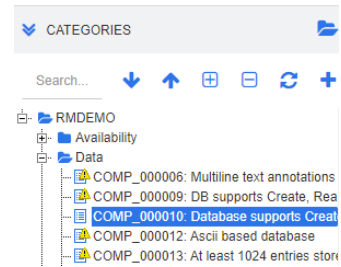 CATEGORIES
Search...
RMDEMO
Availability
Data
COMP_000006: Multiline text annotations
COMP_000009: DB supports Create, Rea
COMP_000010: Database supports Creat
COMP_000012: Ascii based database
COMP_000013: At least 1024 entries store